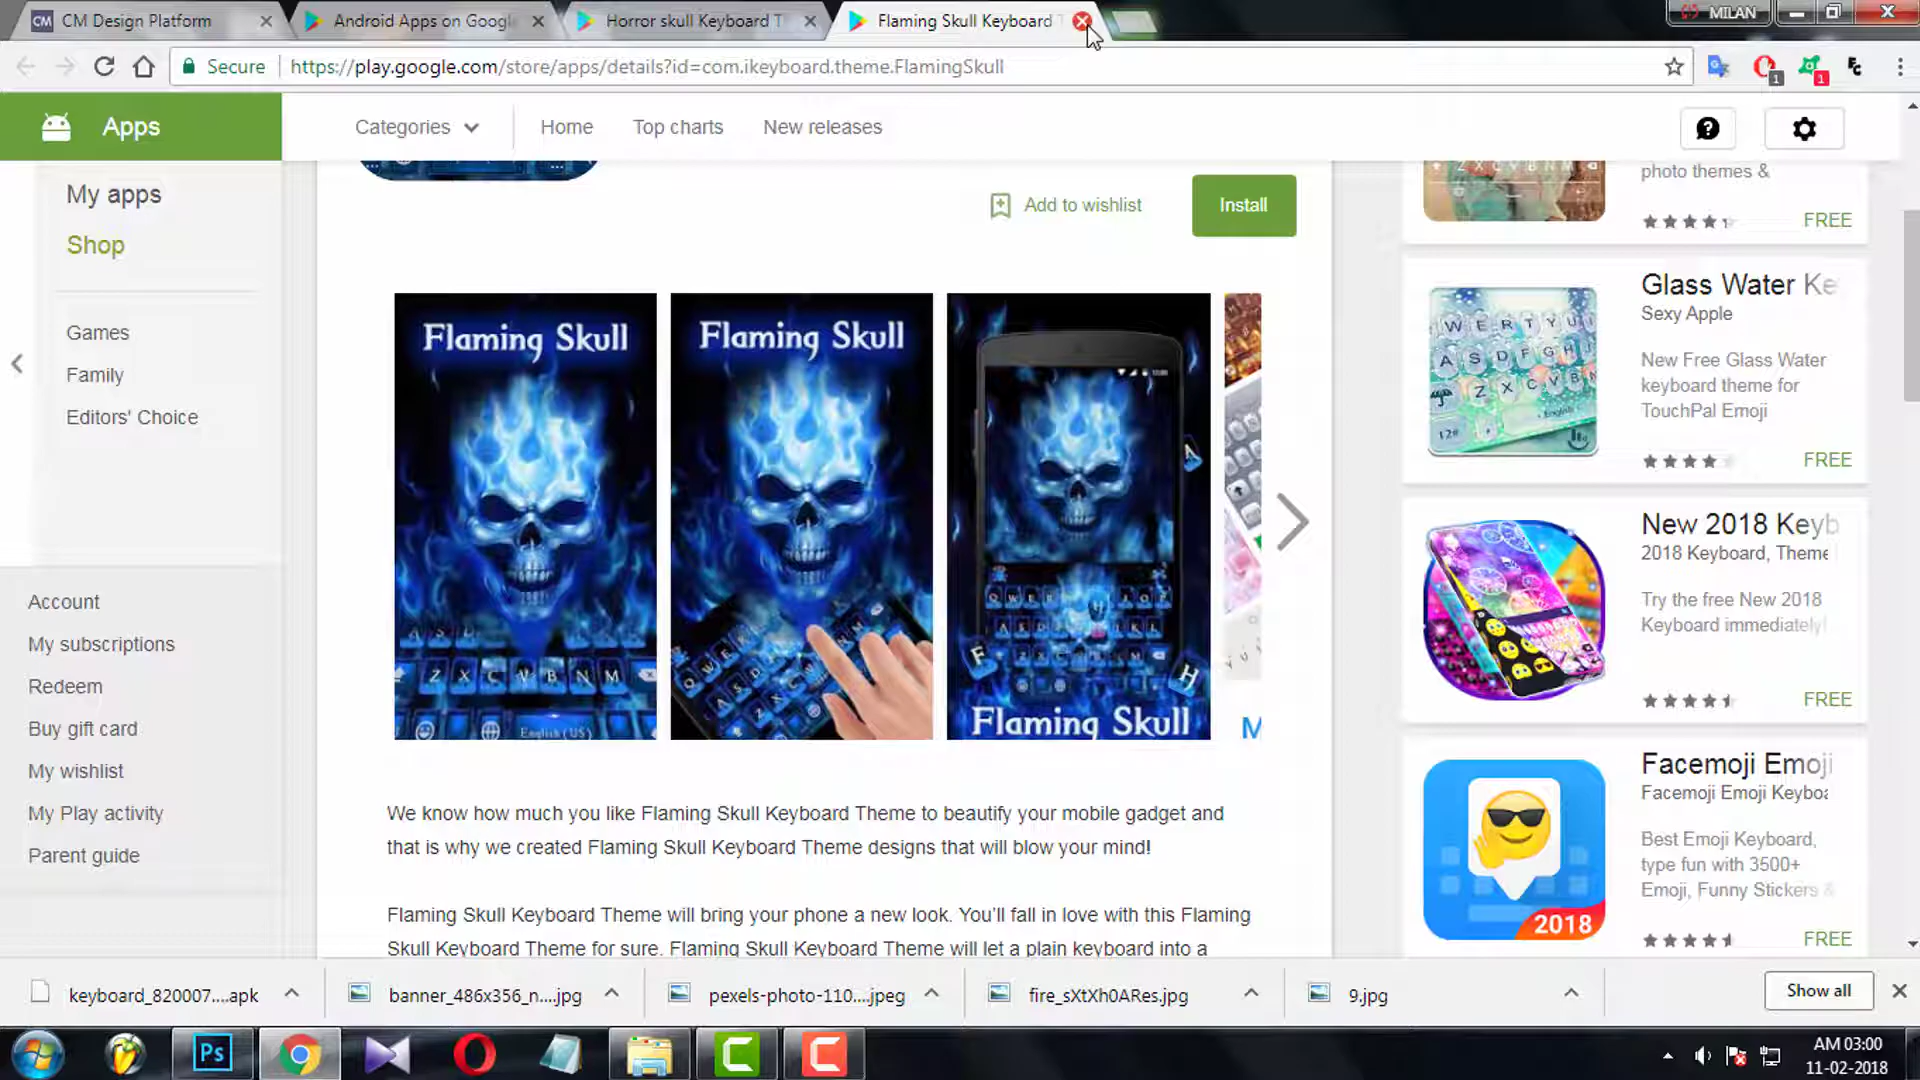 CM Design Platform
Android Apps on Googl
Horror skull Keyboard T
Flaming Skull Keyboard
MILAN
Secure
https://play.google.com/store/apps/details?id=com.ikeyboard.theme.FlamingSkull
1
1
Apps
Categories
Home
Top charts
New releases
My apps
Shop
Games
Family
Editors' Choice
Account
My subscriptions
Redeem
Buy gift card
My wishlist
My Play activity
Parent guide
Add to wishlist
Install
Flaming Skull
Z X C V B N M
English (US)
Flaming Skull
Flaming Skull
M
We know how much you like Flaming Skull Keyboard Theme to beautify your mobile gadget and
that is why we created Flaming Skull Keyboard Theme designs that will blow your mind!
Flaming Skull Keyboard Theme will bring your phone a new look. You'll fall in love with this Flaming
Skull Keyboard Theme for sure. Flaming Skull Keyboard Theme will let a plain keyboard into a
photo themes &
FREE
Glass Water Ke
Sexy Apple
New Free Glass Water
keyboard theme for
TouchPal Emoji
FREE
New 2018 Keyb
2018 Keyboard, Theme
Try the free New 2018
Keyboard immediately!
FREE
Facemoji Emoji
Facemoji Emoji Keyboa
Best Emoji Keyboard,
type fun with 3500+
Emoji, Funny Stickers &
2018
FREE
keyboard_820007....apk
banner_486x356_n....jpg
pexels-photo-110....jpeg
fire_sXtXh0ARes.jpg
9.jpg
Show all
Ps
AM 03:00
11-02-2018